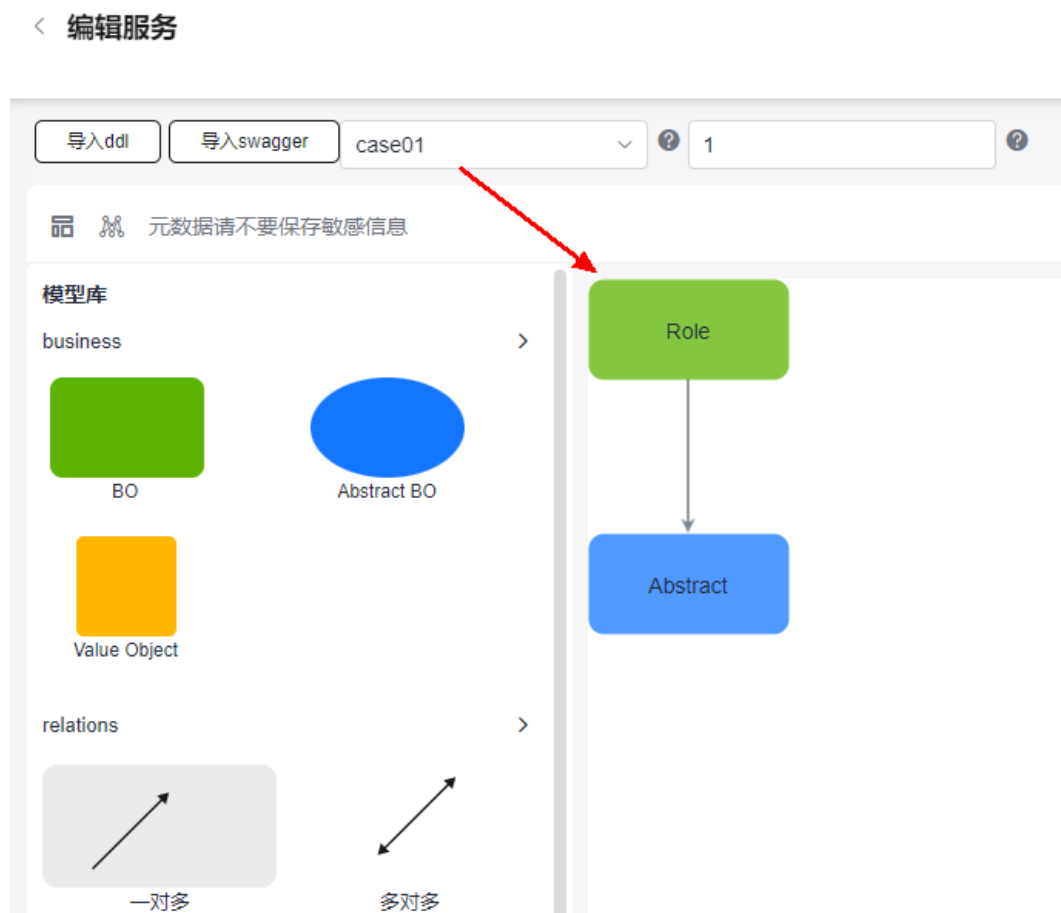 编辑服务
导入ddl 导入swagger case01 1
元数据请不要保存敏感信息
模型库
business
BO Abstract BO
Value Object
relations
一对多 多对多
Role
Abstract